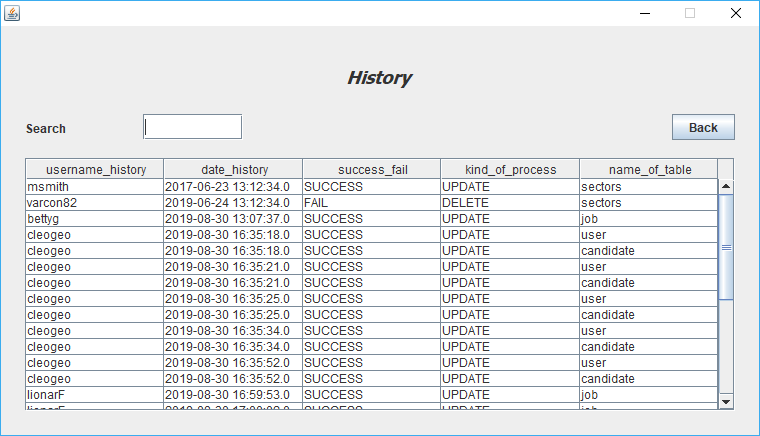 History
Search
Back
username_history date_history success_fail kind_of_process name_of_table
msmith 2017-06-23 13:12:34.0 SUCCESS UPDATE sectors
varcon82 2019-06-24 13:12:34.0 FAIL DELETE sectors
bettyg 2019-08-30 13:07:37.0 SUCCESS UPDATE job
cleogeo 2019-08-30 16:35:18.0 SUCCESS UPDATE user
cleogeo 2019-08-30 16:35:18.0 SUCCESS UPDATE candidate
cleogeo 2019-08-30 16:35:21.0 SUCCESS UPDATE user
cleogeo 2019-08-30 16:35:21.0 SUCCESS UPDATE candidate
cleogeo 2019-08-30 16:35:25.0 SUCCESS UPDATE user
cleogeo 2019-08-30 16:35:25.0 SUCCESS UPDATE candidate
cleogeo 2019-08-30 16:35:34.0 SUCCESS UPDATE user
cleogeo 2019-08-30 16:35:34.0 SUCCESS UPDATE candidate
cleogeo 2019-08-30 16:35:52.0 SUCCESS UPDATE user
cleogeo 2019-08-30 16:35:52.0 SUCCESS UPDATE candidate
lionarF 2019-08-30 16:59:53.0 SUCCESS UPDATE job